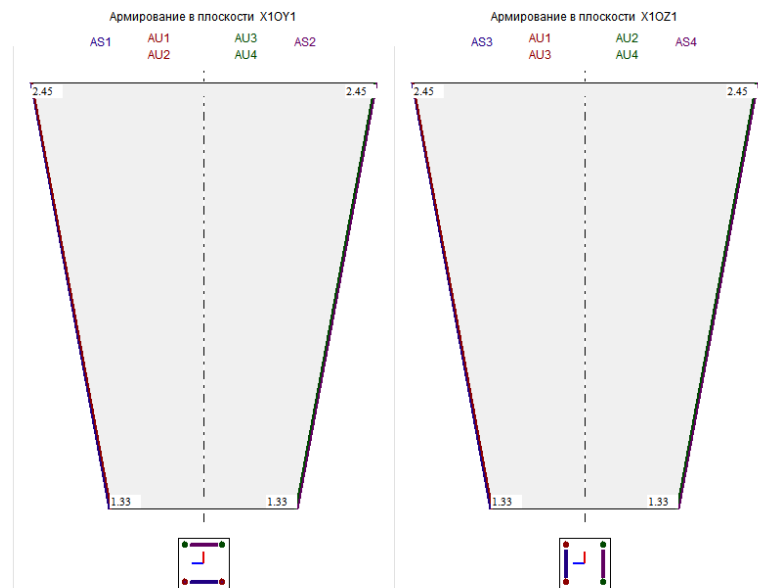 Армирование в плоскости X1OY1
AS1 AU1 AU3 AS2
AU2 AU4
2.45 2.45
1.33 1.33
Армирование в плоскости X1OZ1
AS3 AU1 AU2 AS4
AU3 AU4
2.45 2.45
1.33 1.33